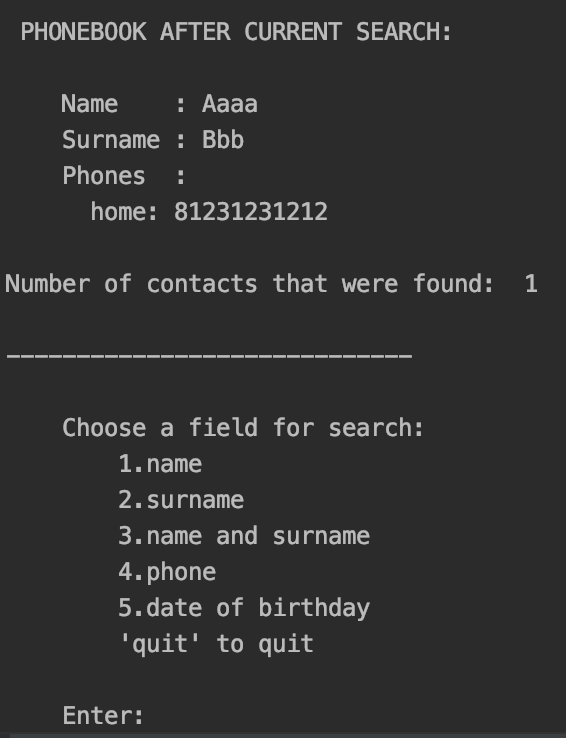 PHONEBOOK AFTER CURRENT SEARCH:
Name    : Aaaa
Surname : Bbb
Phones  :
home: 81231231212
Number of contacts that were found:  1
_____________________________
Choose a field for search:
1.name
2.surname
3.name and surname
4.phone
5.date of birthday
'quit' to quit
Enter: